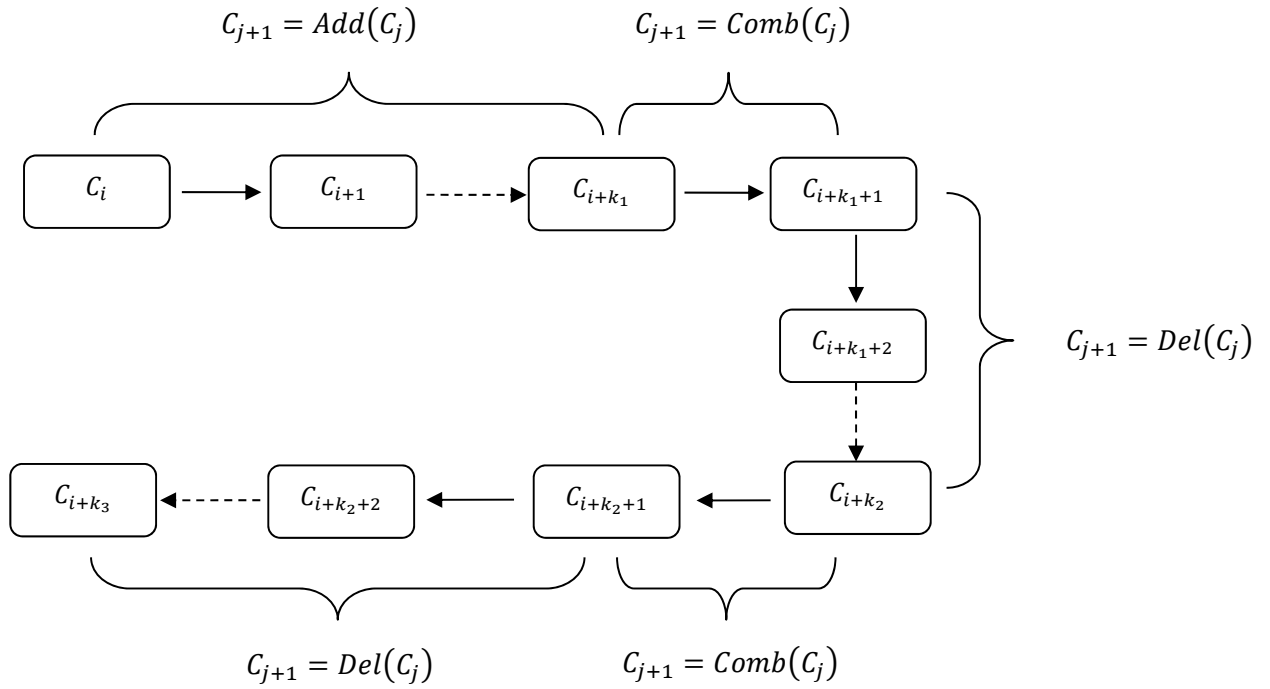 C_{j+1} = Add(C_j)
C_{j+1} = Comb(C_j)
C_i
C_{i+1}
C_{i+k_1}
C_{i+k_1+1}
C_{i+k_1+2}
C_{j+1} = Del(C_j)
C_{i+k_3}
C_{i+k_2+2}
C_{i+k_2+1}
C_{i+k_2}
C_{j+1} = Del(C_j)
C_{j+1} = Comb(C_j)